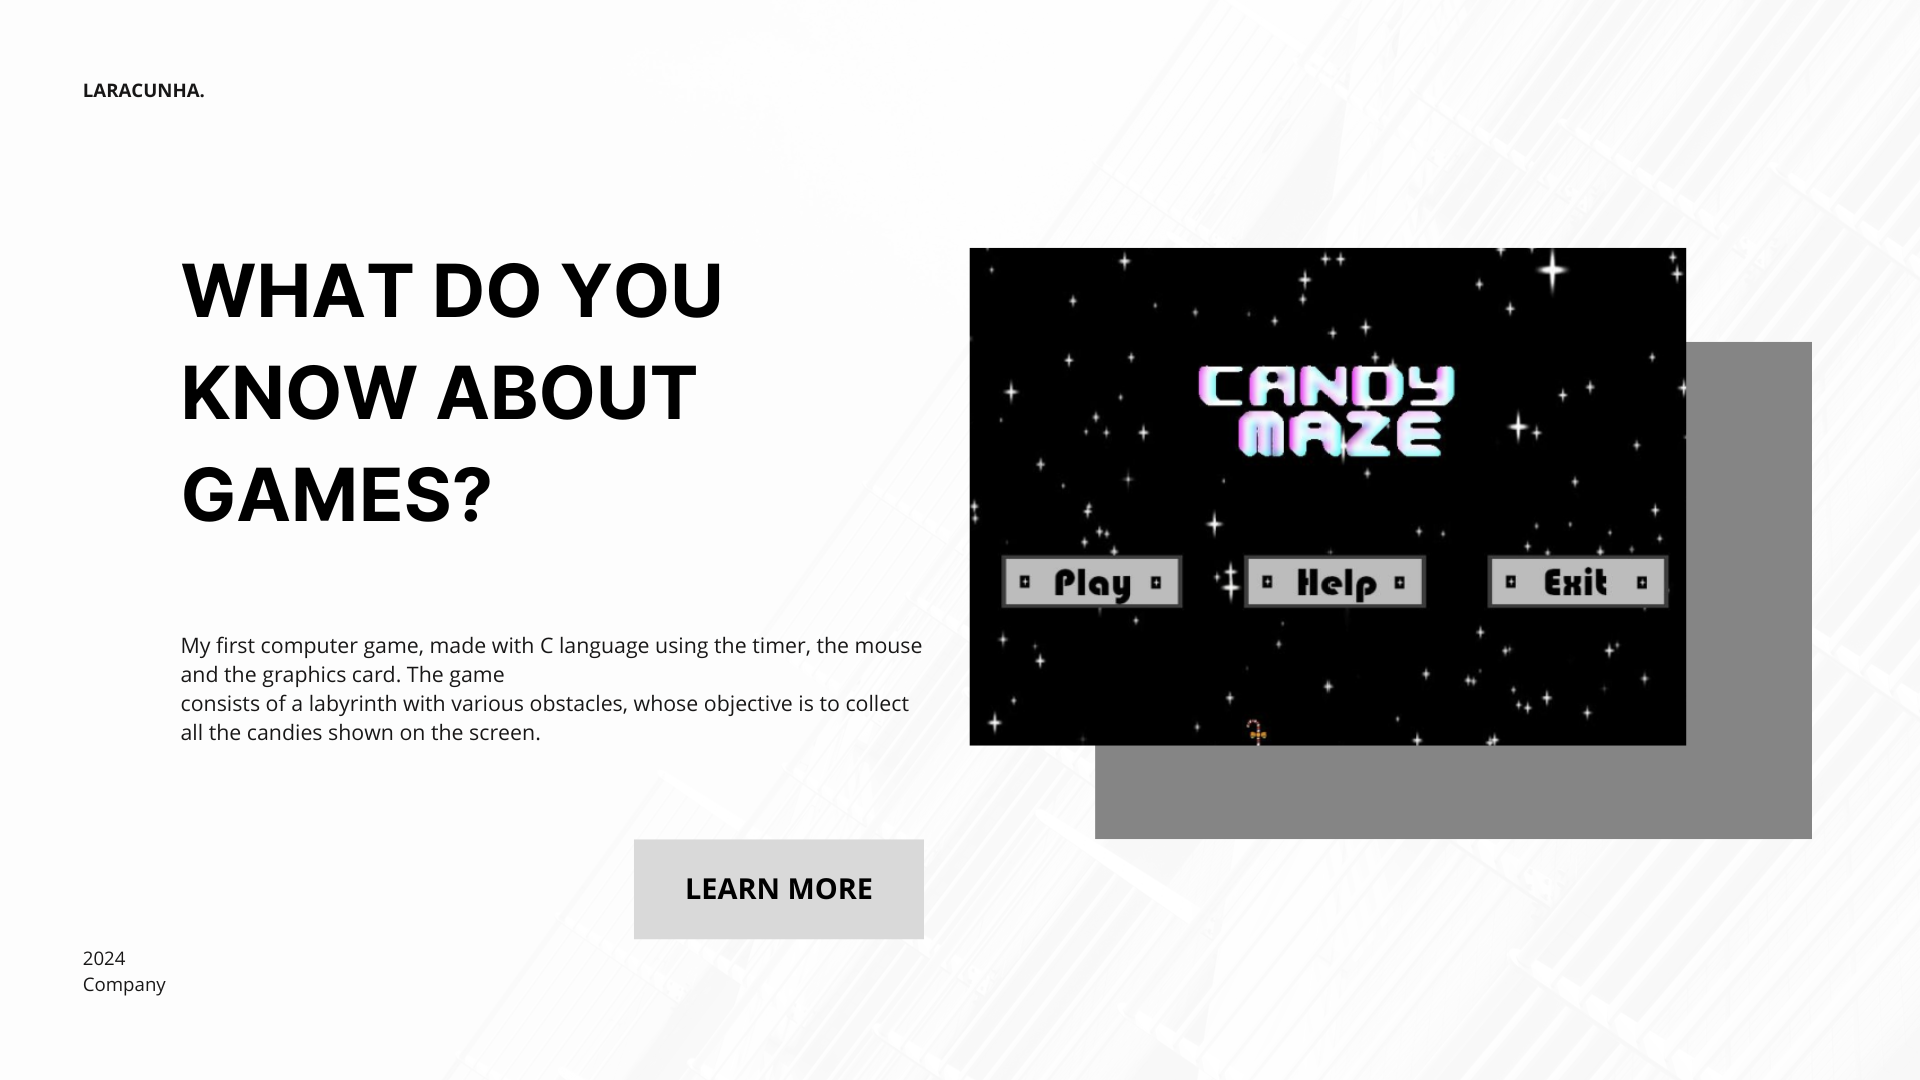 LARACUNHA.
WHAT DO YOU
KNOW ABOUT
GAMES?
My first computer game, made with C language using the timer, the mouse
and the graphics card. The game
consists of a labyrinth with various obstacles, whose objective is to collect
all the candies shown on the screen.
LEARN MORE
2024
Company
CANDY
MAZE
Play
Help
Exit